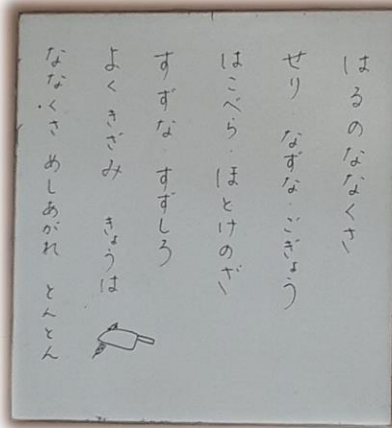 はるのななくさ
せり・なずな・ごぎょう
はこべら・ほとけのざ
すずな すずしろ
よくきざみ きょうは
ななくさ めしあがれ とんとん